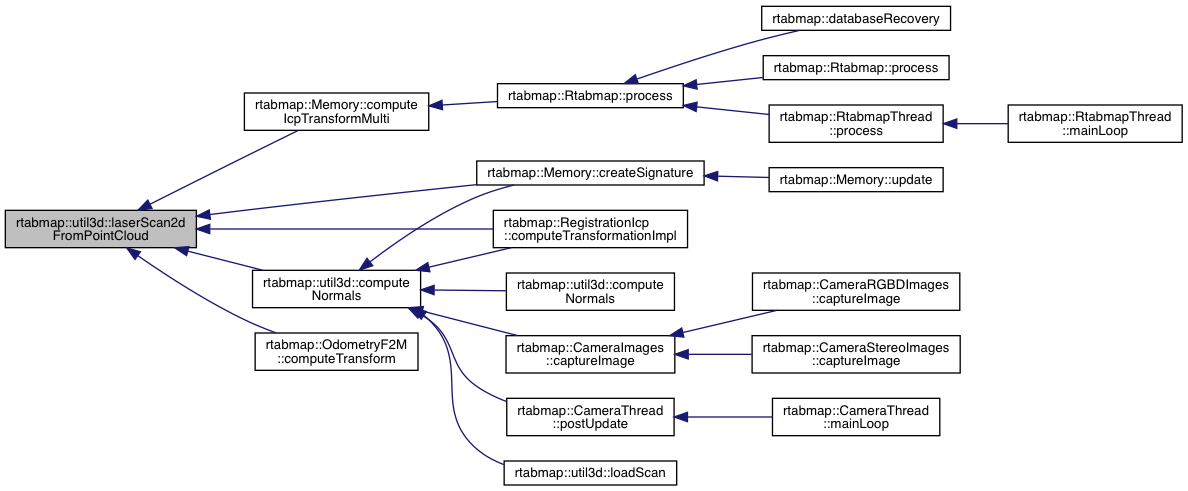 rtabmap::databaseRecovery
rtabmap::Rtabmap::process
rtabmap::Memory::compute
IcpTransformMulti
rtabmap::Rtabmap::process
rtabmap::RtabmapThread
::process
rtabmap::RtabmapThread
::mainLoop
rtabmap::Memory::createSignature
rtabmap::Memory::update
rtabmap::util3d::laserScan2d
FromPointCloud
rtabmap::RegistrationIcp
::computeTransformationImpl
rtabmap::util3d::compute
Normals
rtabmap::util3d::compute
Normals
rtabmap::CameraRGBDImages
::captureImage
rtabmap::OdometryF2M
::computeTransform
rtabmap::CameraImages
::captureImage
rtabmap::CameraStereoImages
::captureImage
rtabmap::CameraThread
::postUpdate
rtabmap::CameraThread
::mainLoop
rtabmap::util3d::loadScan